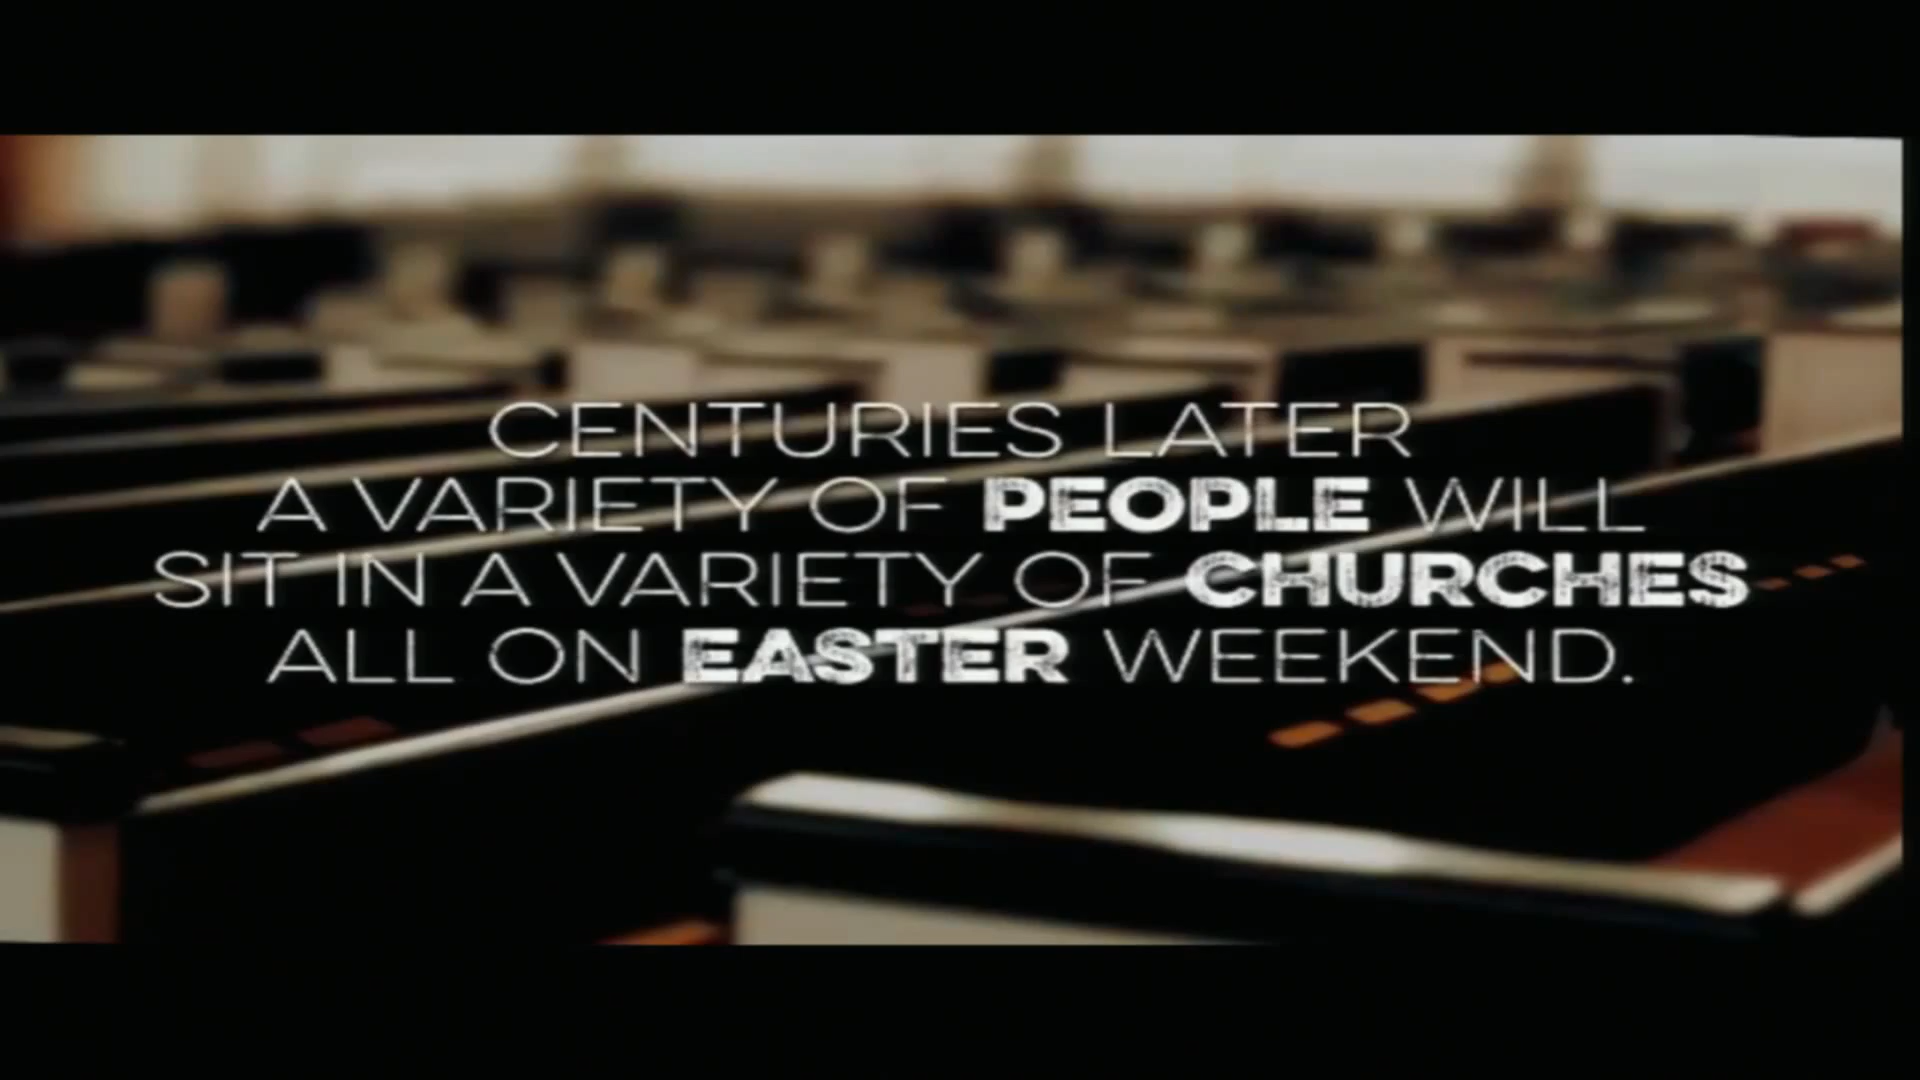 CENTURIES LATER
A VARIETY OF PEOPLE WILL
SIT IN A VARIETY OF CHURCHES
ALL ON EASTER WEEKEND.